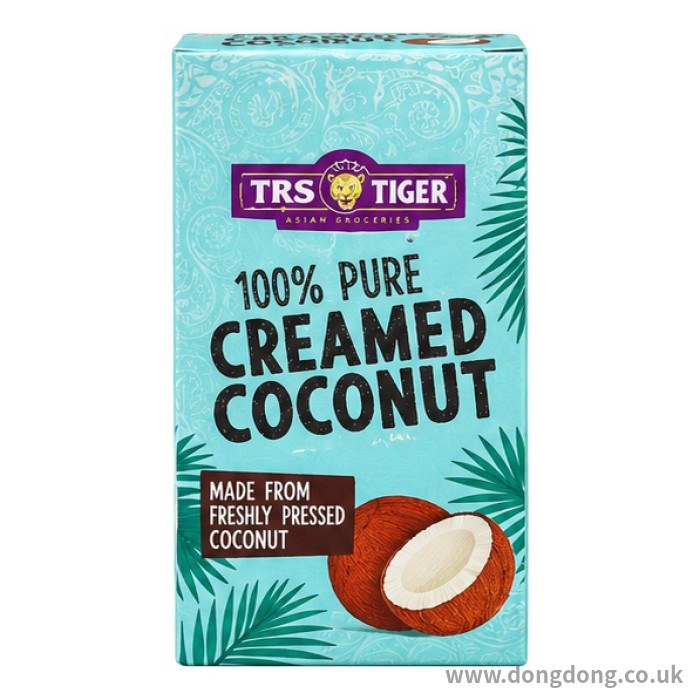 CREAMED
COCONUT
TRS TIGER
ASIAN GROCERIES
100% PURE
CREAMED
COCONUT
MADE FROM
FRESHLY PRESSED
COCONUT
www.dongdong.co.uk